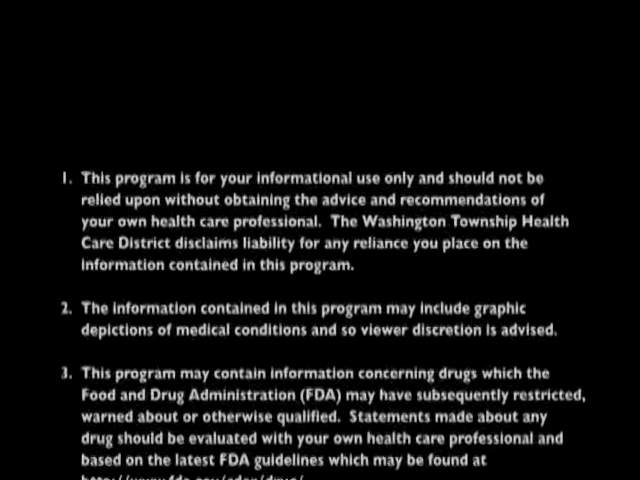 1. This program is for your informational use only and should not be
relied upon without obtaining the advice and recommendations of
your own health care professional. The Washington Township Health
Care District disclaims liability for any reliance you place on the
information contained in this program.
2. The information contained in this program may include graphic
depictions of medical conditions and so viewer discretion is advised.
3. This program may contain information concerning drugs which the
Food and Drug Administration (FDA) may have subsequently restricted,
warned about or otherwise qualified. Statements made about any
drug should be evaluated with your own health care professional and
based on the latest FDA guidelines which may be found at